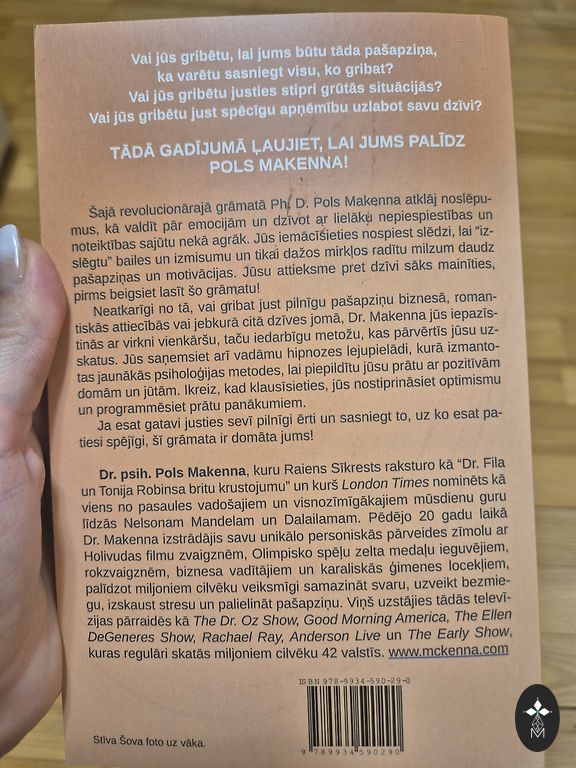 Vai jūs gribētu, lai jums būtu tāda pašapziņa,
ka varētu sasniegt visu, ko gribat?
Vai jūs gribētu justies stipri grūtās situācijās?
Vai jūs gribētu just spēcīgu apņēmību uzlabot savu dzīvi?
TĀDĀ GADĪJUMĀ ĻAUJIET, LAI JUMS PALĪDZ
POLS MAKENNA!
Šajā revolucionārajā grāmatā Ph. D. Pols Makenna atklāj noslēpu-
mus, kā valdīt pār emocijām un dzīvot ar lielāku nepiespiestības un
noteiktības sajūtu nekā agrāk. Jūs iemācīsieties nospiest slēdzi, lai “iz-
slēgtu” bailes un izmisumu un tikai dažos mirkļos radītu milzum daudz
pašapziņas un motivācijas. Jūsu attieksme pret dzīvi sāks mainīties,
pirms beigsiet lasīt šo grāmatu!
Neatkarīgi no tā, vai gribat just pilnīgu pašapziņu biznesā, roman-
tiskās attiecībās vai jebkurā citā dzīves jomā, Dr. Makenna jūs iepazīs-
tinās ar virkni vienkāršu, taču iedarbīgu metožu, kas pārvērtīs jūsu uz-
skatus. Jūs saņemsiet arī vadāmu hipnozes lejupielādi, kurā izmanto-
tas jaunākās psiholoģijas metodes, lai piepildītu jūsu prātu ar pozitīvām
domām un jūtām. Ikreiz, kad klausīsieties, jūs nostiprināsiet optimismu
un programmēsiet prātu panākumiem.
Ja esat gatavi justies sevī pilnīgi ērti un sasniegt to, uz ko esat pa-
tiesi spējīgi, šī grāmata ir domāta jums!
Dr. psih. Pols Makenna, kuru Raiens Sīkrests raksturo kā “Dr. Fila
un Tonija Robinsa britu krustojumu” un kurš London Times nominēts kā
viens no pasaules vadošajiem un visnozīmīgākajiem mūsdienu guru
līdzās Nelsonam Mandelam un Dalailamam. Pēdējo 20 gadu laikā
Dr. Makenna izstrādājis savu unikālo personiskās pārveides zīmolu ar
Holivudas filmu zvaigznēm, Olimpisko spēļu zelta medaļu ieguvējiem,
rokzvaigznēm, biznesa vadītājiem un karaliskās ģimenes locekļiem,
palīdzot miljoniem cilvēku veiksmīgi samazināt svaru, uzveikt bezmie-
gu, izskaust stresu un palielināt pašapziņu. Viņš uzstājies tādās televī-
zijas pārraidēs kā The Dr. Oz Show, Good Morning America, The Ellen
DeGeneres Show, Rachael Ray, Anderson Live un The Early Show,
kuras regulāri skatās miljoniem cilvēku 42 valstīs. www.mckenna.com
ISBN 978-9934-590-29-0
9 789934 590290
Stīva Šova foto uz vāka.
M